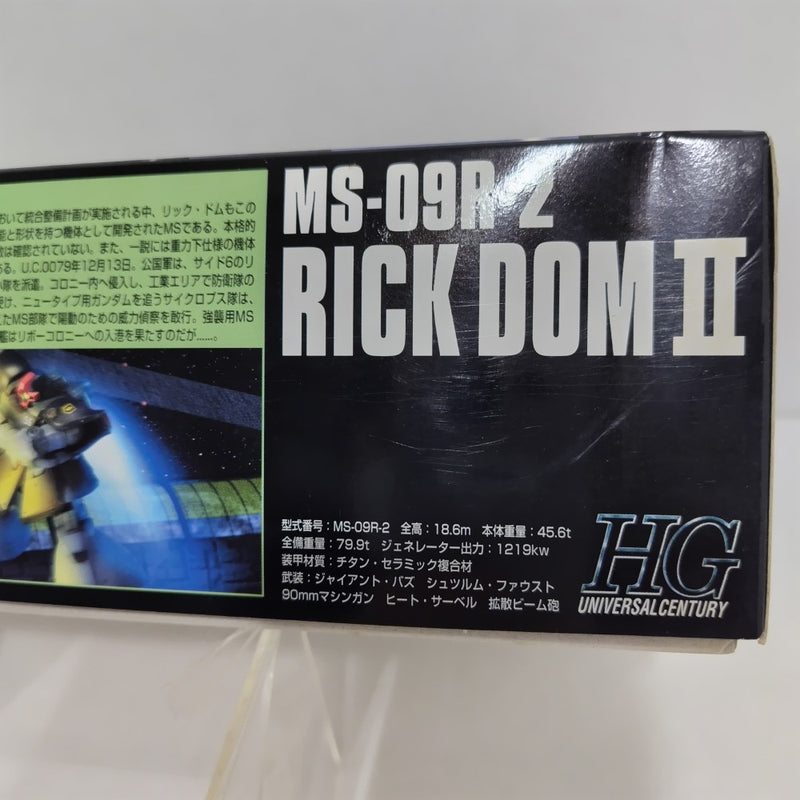 おいて統合整備計画が実施される中、リック・ドムもこの
能と形状を持つ機体として開発されたMSである。本格的
は確認されていない。また、一説には重力下仕様の機体
ある。U.C.0079年12月13日。公国軍は、サイド6のリ
隊を派遣。コロニー内へ侵入し、工業エリアで防衛隊の
受け、ニュータイプ用ガンダムを追うサイクロプス隊は、
たMS部隊で陽動のための威力偵察を敢行。強襲用MS
艦はリボーコロニーへの入港を果たすのだが……。
MS-09R-2
RICK DOM II
型式番号：MS-09R-2 全高：18.6m 本体重量：45.6t
全備重量：79.9t ジェネレーター出力：1219kw
装甲材質：チタン・セラミック複合材
武装：ジャイアント・バズ シュツルム・ファウスト
90mmマシンガン ヒート・サーベル 拡散ビーム砲
HG
UNIVERSAL CENTURY